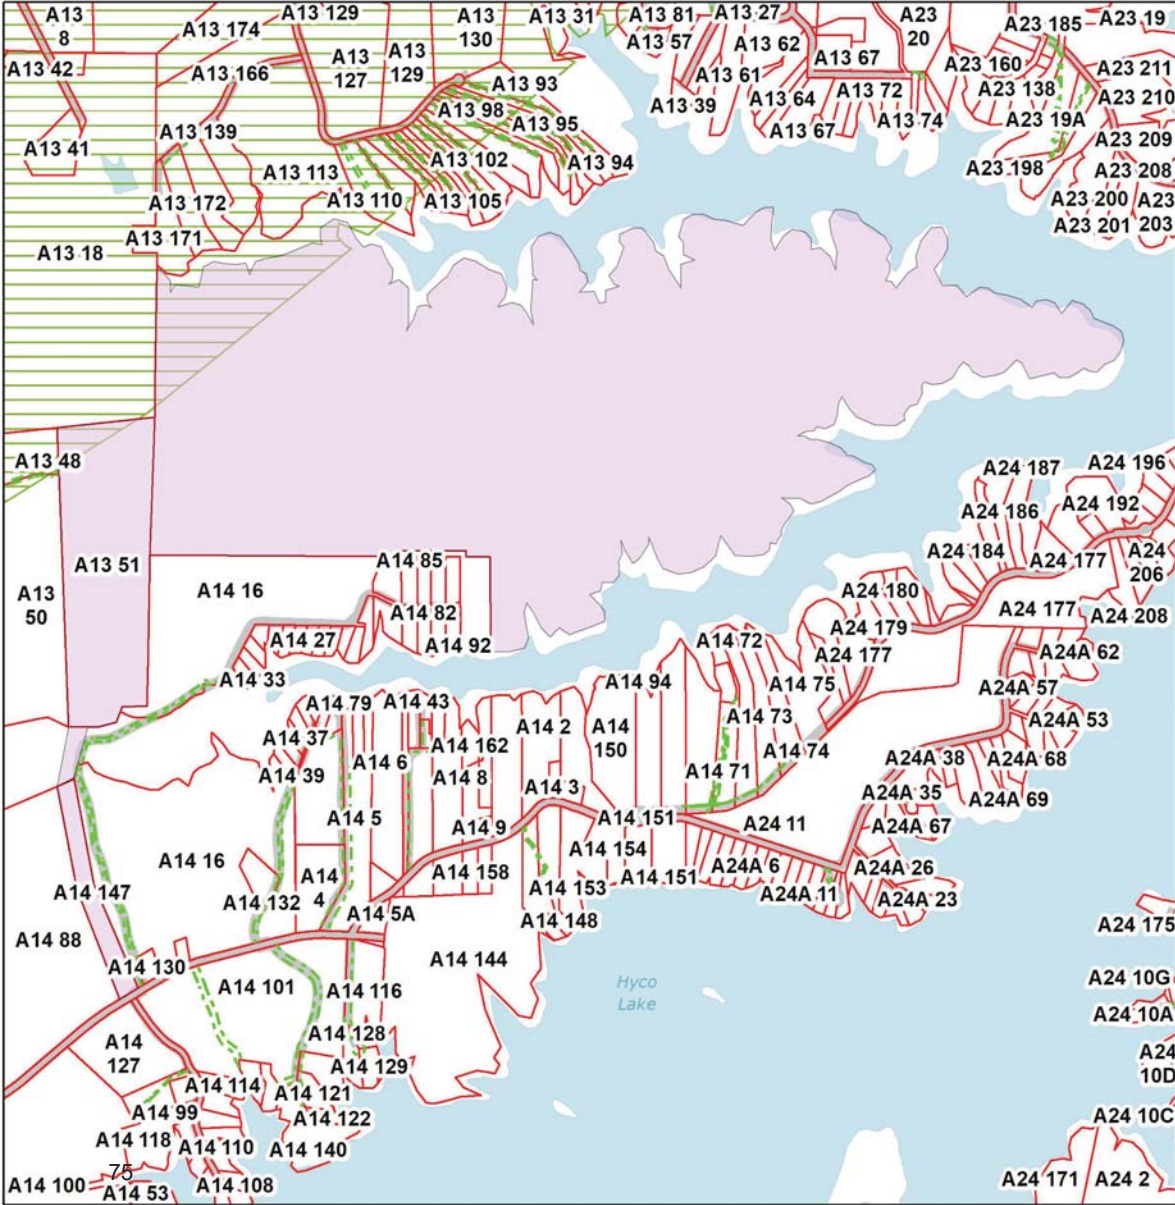 A13
8
A13 174
A13 129
A13
130
A13 31
A13 81
A13 27
A23
20
A23 185
A23 19
A13 57
A13 62
A13 42
A13 166
A13
127
A13
129
A13 93
A13 61
A13 67
A23 160
A23 211
A13 39
A13 64
A13 72
A23 138
A23 210
A13 98
A13 95
A13 67
A13 74
A23 19A
A23 209
A13 139
A13 41
A13 113
A13 102
A13 94
A23 198
A23 208
A13 172
A13 110
A13 105
A23 200
A23
203
A23 201
A13 171
A13 18
A13 48
A24 187
A24 196
A24 186
A24 192
A13 51
A14 85
A24 184
A24 177
A24
206
A13
50
A14 16
A14 82
A24 180
A24 177
A24 208
A14 27
A14 92
A14 72
A24 179
A14 33
A24 177
A24A 62
A14 94
A14 75
A24A 57
A14 79
A14 43
A14 2
A14
150
A14 73
A24A 53
A14 37
A14 162
A14 74
A14 6
A14 39
A14 8
A14 71
A24A 38
A24A 68
A14 3
A24A 35
A24A 69
A14 5
A14 9
A14 151
A24 11
A24A 67
A14 16
A14 154
A14
4
A14 158
A14 151
A24A 6
A24A 26
A14 147
A14 132
A14 153
A24A 11
A24A 23
A14 5A
A14 148
A14 88
A24 175
A14 130
A14 144
A14 101
A14 116
Hyco
Lake
A24 10G
A24 10A
A14
127
A14 128
A14 129
A24
10D
A14 114
A14 121
A14 99
A14 122
A24 10C
A14 118
A14 110
A14 140
75
A14 100
A14 53
A14 108
A24 171
A24 2